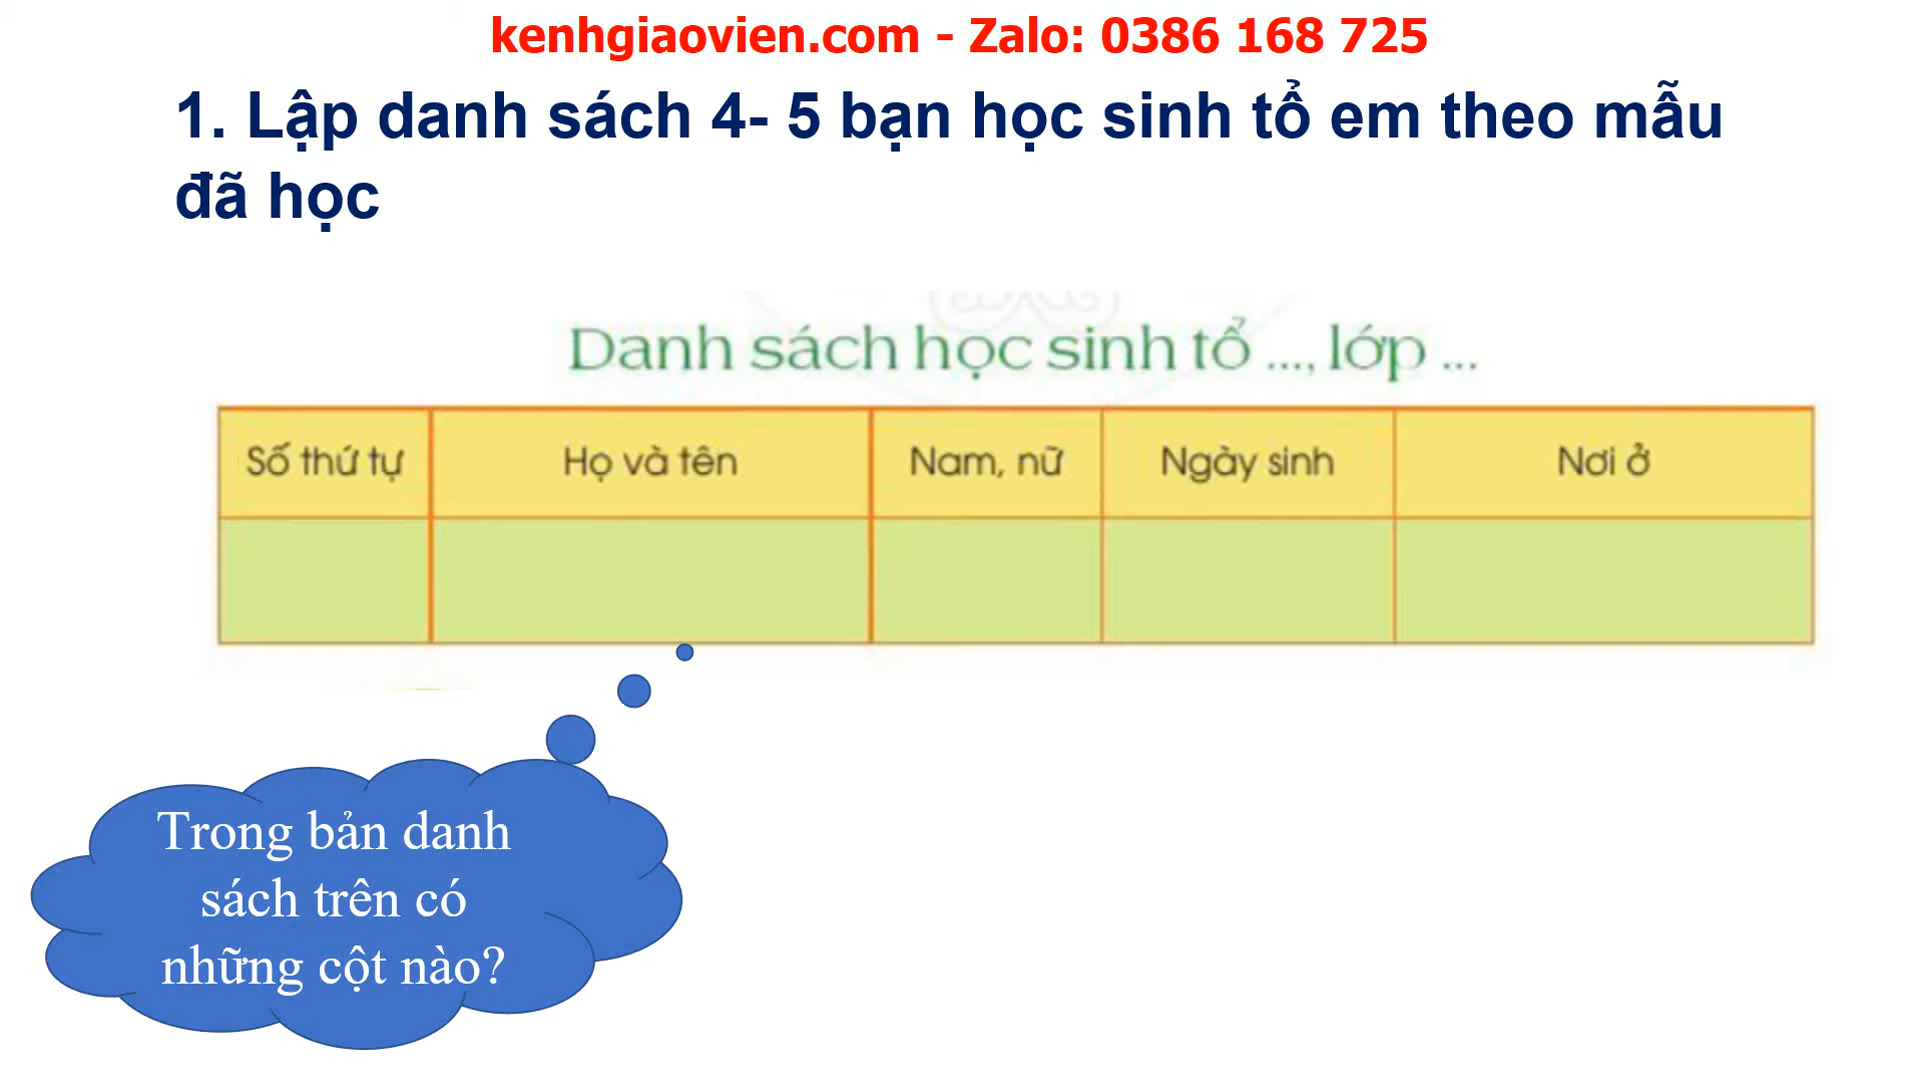 kenhgiaovien.com - Zalo: 0386 168 725
1. Lập danh sách 4- 5 bạn học sinh tổ em theo mẫu
đã học
Danh sách học sinh tổ ..., lớp ...
Số thứ tự Họ và tên Nam, nữ Ngày sinh Nơi ở
Trong bản danh
sách trên có
những cột nào?